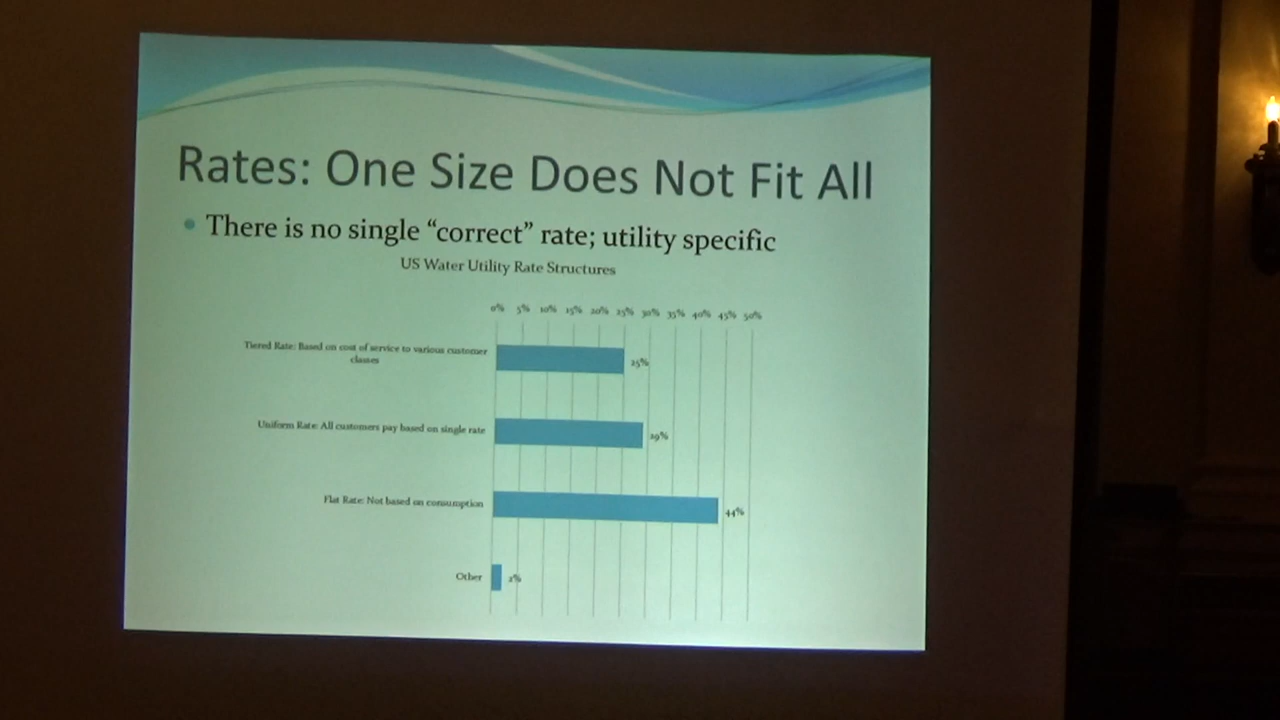 Rates: One Size Does Not Fit All
There is no single “correct” rate; utility specific
US Water Utility Rate Structures
0% 5% 10% 15% 20% 25% 30% 35% 40% 45% 50%
Tiered Rate: Based on cost of service to various customer
classes
25%
Uniform Rate: All customers pay based on single rate
29%
Flat Rate: Not based on consumption
44%
Other
2%